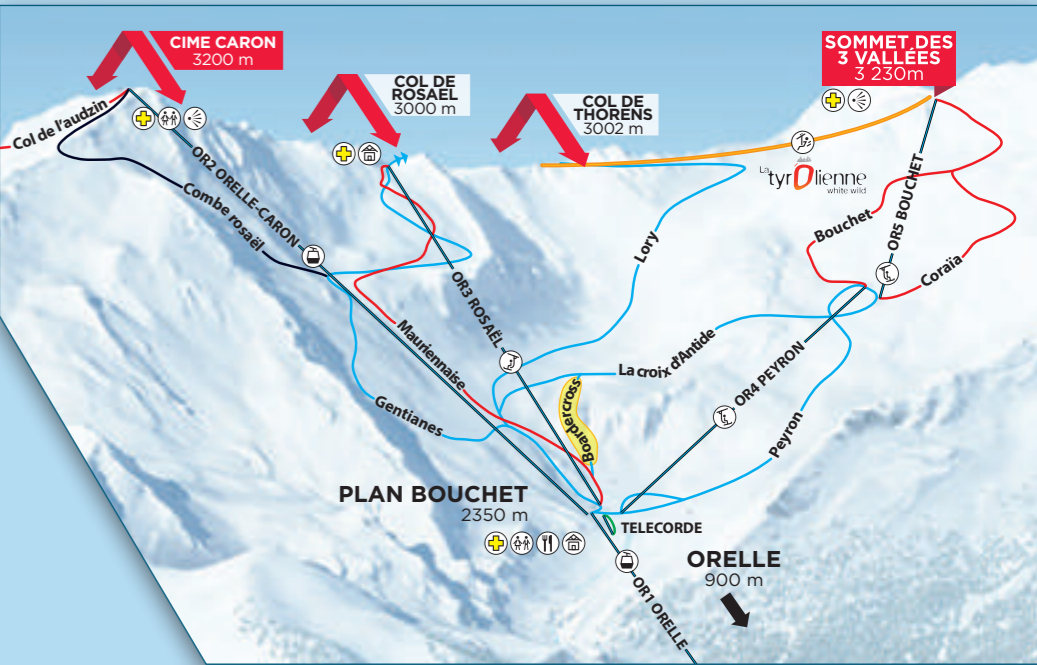 CIME CARON
3200 m
COL DE
ROSAEL
3000 m
COL DE
THORENS
3002 m
SOMMET DES
3 VALLÉES
3 230m
Col de l'audzin
OR2 ORELLE-CARON
Combe rosaël
La
tyrOlienne
white wild
Bouchet
OR5 BOUCHET
Coraïa
Lory
OR3 ROSAËL
Mauriennaise
Gentianes
La croix d'Antide
Boardercross
OR4 PEYRON
Peyron
PLAN BOUCHET
2350 m
TELECORDE
ORELLE
900 m
OR1 ORELLE